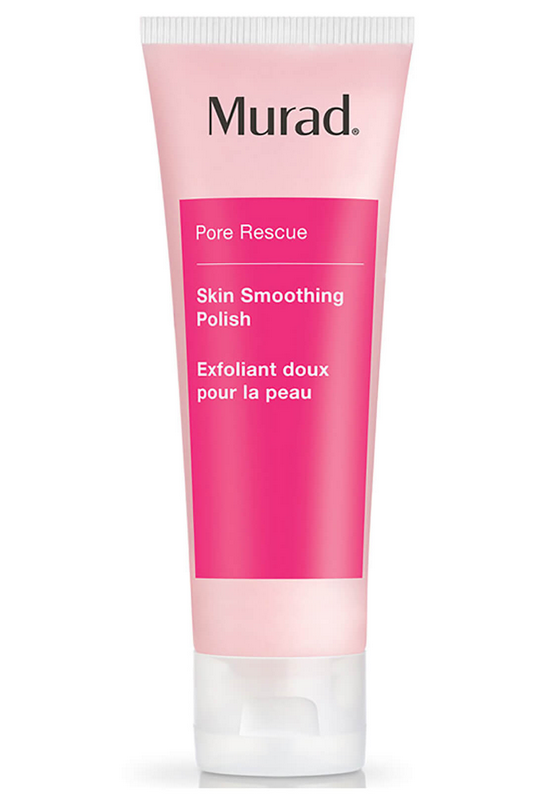 Murad®
Pore Rescue
Skin Smoothing
Polish
Exfoliant doux
pour la peau